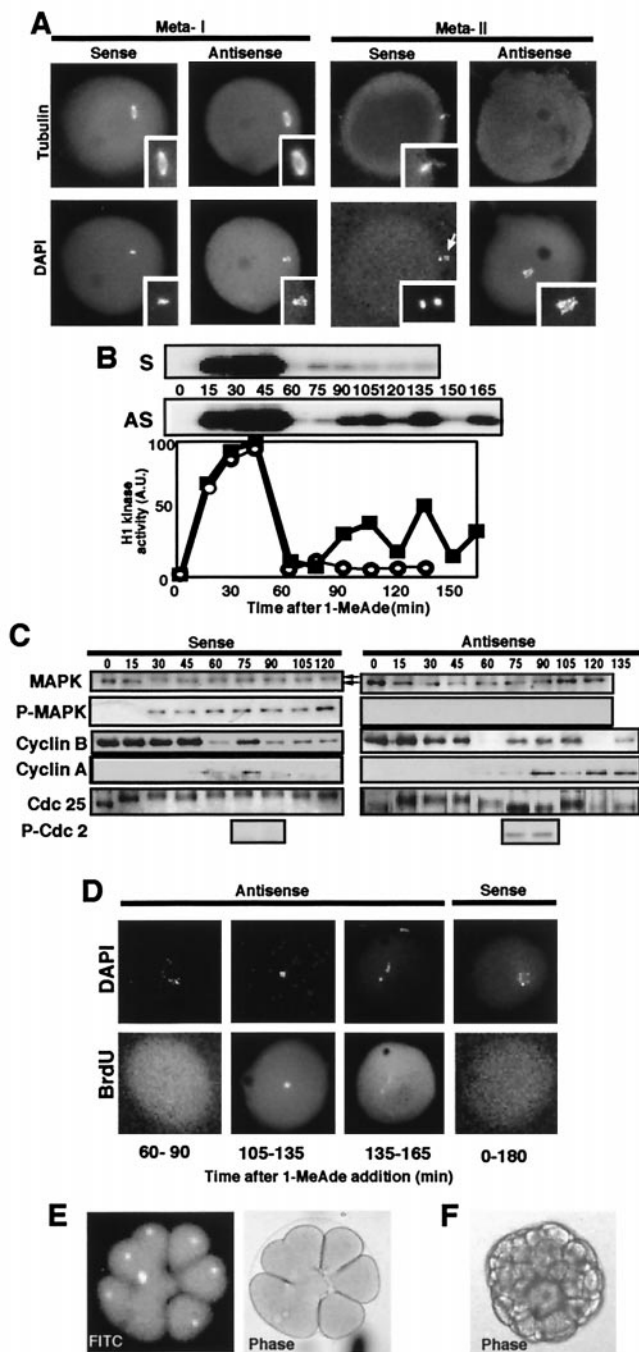 A
Meta- I
Meta- II
Sense
Antisense
Sense
Antisense
Tubulin
DAPI
B
S
0 15 30 45 60 75 90 105 120 135 150 165
AS
100
50
0
H1 kinase
activity (A.U.)
0 30 60 90 120 150
Time after 1-MeAde (min)
C
Sense
Antisense
0 15 30 45 60 75 90 105 120
0 15 30 45 60 75 90 105 120 135
MAPK
P-MAPK
Cyclin B
Cyclin A
Cdc 25
P-Cdc 2
D
Antisense
Sense
DAPI
BrdU
60- 90
105-135
135-165
0-180
Time after 1-MeAde addition (min)
E
F
FITC
Phase
Phase